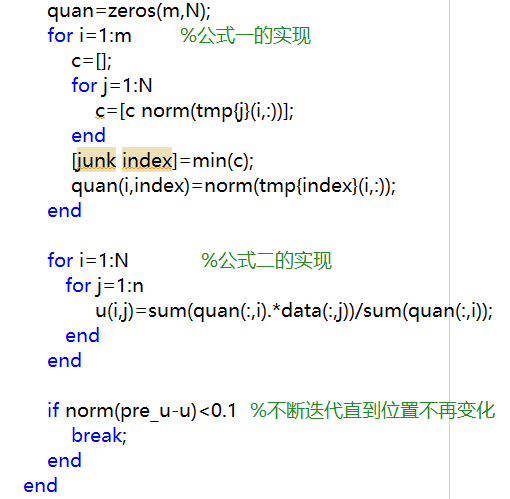 quan=zeros(m,N);
for i=1:m %公式一的实现
c=[];
for j=1:N
c=[c norm(tmp{j}(i,:))];
end
[junk index]=min(c);
quan(i,index)=norm(tmp{index}(i,:));
end
for i=1:N %公式二的实现
for j=1:n
u(i,j)=sum(quan(:,i).*data(:,j))/sum(quan(:,i));
end
end
if norm(pre_u-u)<0.1 %不断迭代直到位置不再变化
break;
end
end